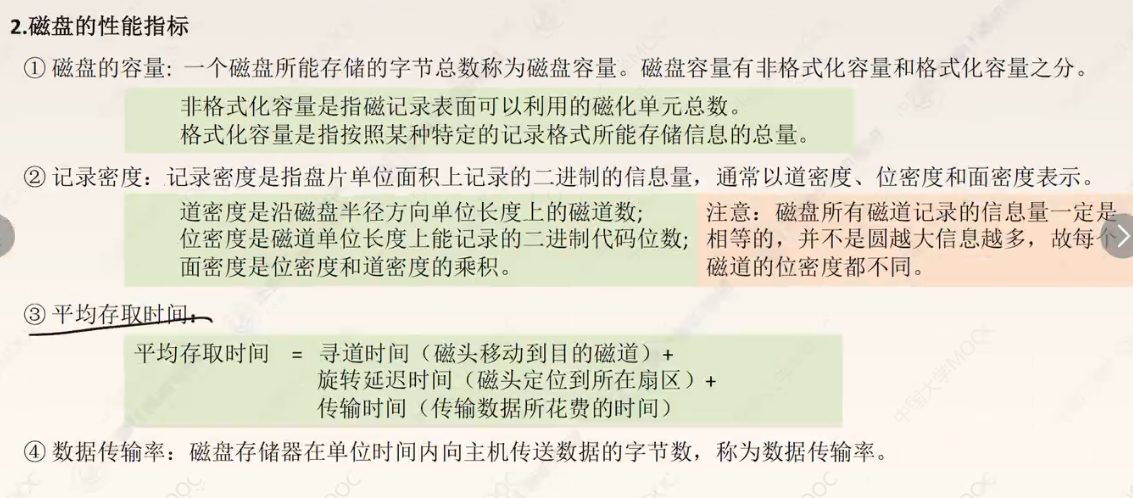 2.磁盘的性能指标
① 磁盘的容量: 一个磁盘所能存储的字节总数称为磁盘容量。磁盘容量有非格式化容量和格式化容量之分。
非格式化容量是指磁记录表面可以利用的磁化单元总数。
格式化容量是指按照某种特定的记录格式所能存储信息的总量。
② 记录密度：记录密度是指盘片单位面积上记录的二进制的信息量，通常以道密度、位密度和面密度表示。
道密度是沿磁盘半径方向单位长度上的磁道数;
位密度是磁道单位长度上能记录的二进制代码位数;
面密度是位密度和道密度的乘积。
注意：磁盘所有磁道记录的信息量一定是
相等的，并不是圆越大信息越多，故每个
磁道的位密度都不同。
③ 平均存取时间:
平均存取时间 = 寻道时间（磁头移动到目的磁道）+
旋转延迟时间（磁头定位到所在扇区）+
传输时间（传输数据所花费的时间）
④ 数据传输率：磁盘存储器在单位时间内向主机传送数据的字节数，称为数据传输率。
中国大学MOOC